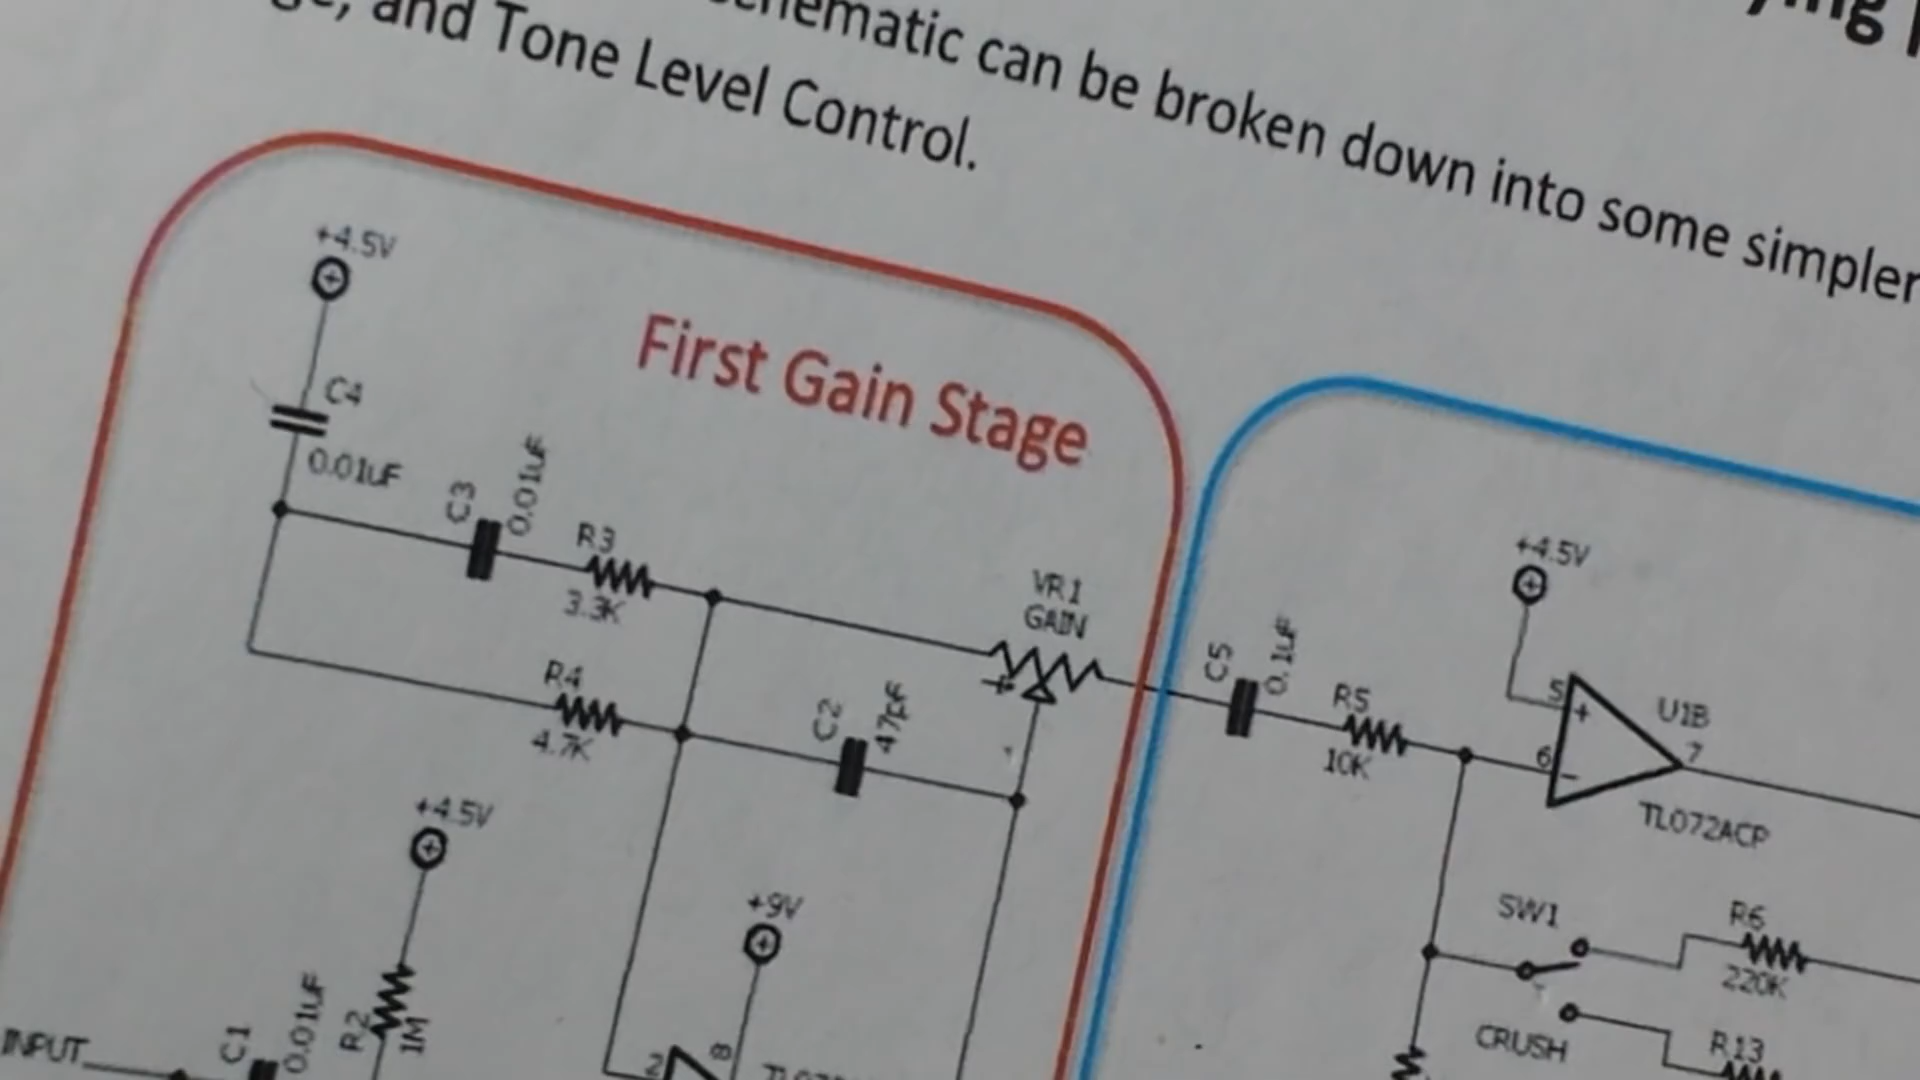 schematic can be broken down into some simpler
and Tone Level Control.
First Gain Stage
+4.5V
C4
0.01uF
C3
0.01uF
R3
3.3K
R4
4.7K
C2
47pF
VR1
GAIN
+
+4.5V
R2
1M
INPUT
C1
0.01uF
+9V
2
8
C5
0.1uF
R5
10K
+4.5V
5
+
6
-
7
U1B
TL072ACP
SW1
CRUSH
R6
220K
R13